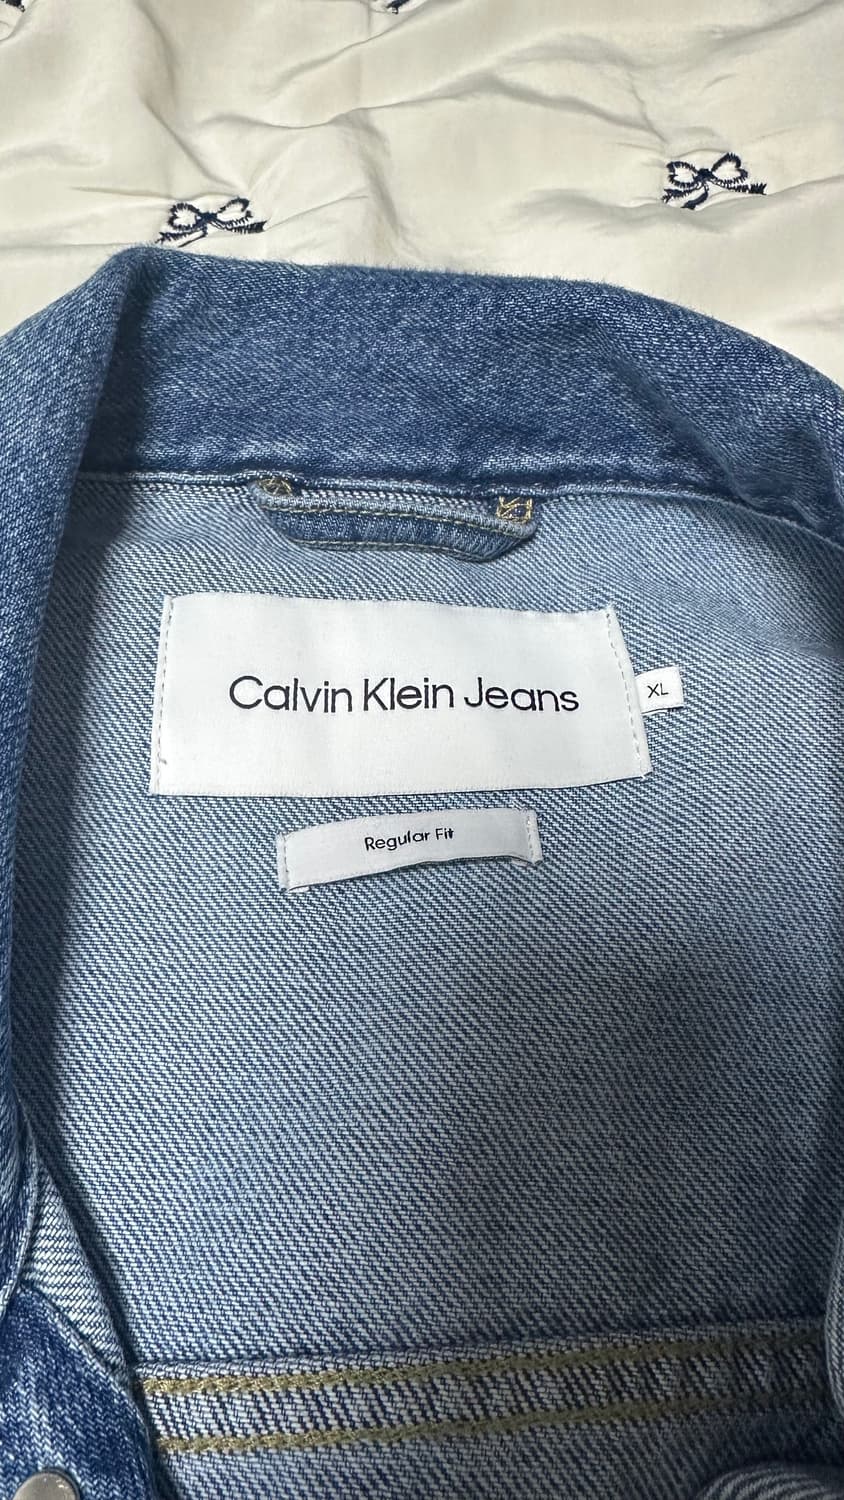 Calvin Klein Jeans
XL
Regular Fit